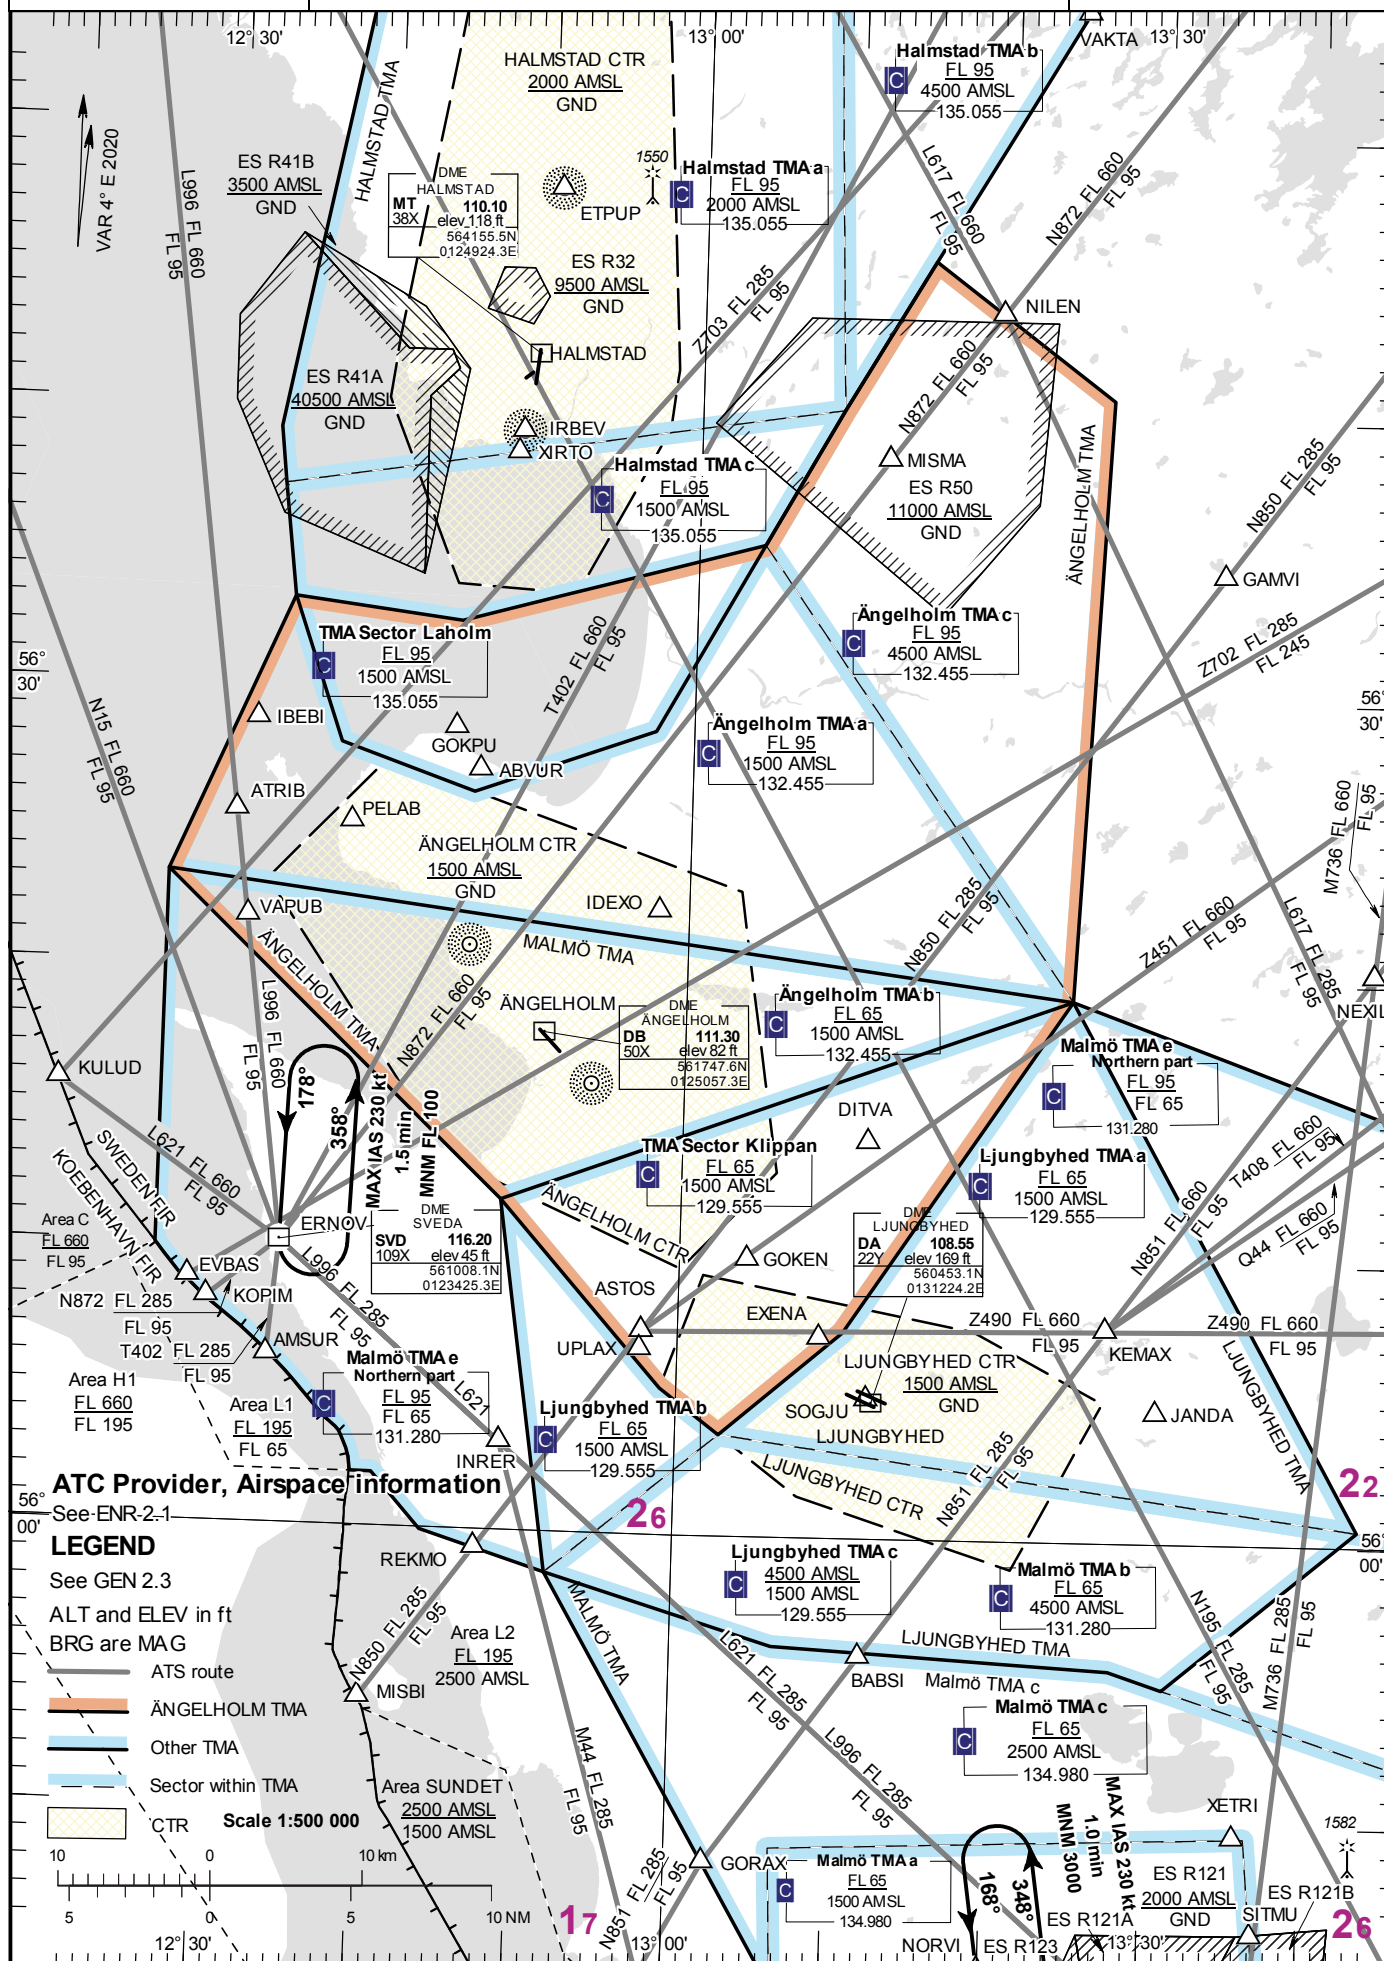 12° 30'
13° 00'
13° 30'
VAKTA
HALMSTAD CTR
2000 AMSL
GND
Halmstad TMA b
C
FL 95
4500 AMSL
135.055
HALMSTAD TMA
VAR 4° E 2020
L996 FL 660
FL 95
ES R41B
3500 AMSL
GND
DME
HALMSTAD
MT 110.10
38X elev 118 ft
564155.5N
0124924.3E
ETPUP
1550
Halmstad TMA a
C
FL 95
2000 AMSL
135.055
L617 FL 660
FL 95
N872 FL 660
FL 95
ES R32
9500 AMSL
GND
Z703 FL 285
FL 95
NILEN
HALMSTAD
ES R41A
40500 AMSL
GND
N872 FL 660
FL 95
IRBEV
XIRTO
MISMA
ES R50
11000 AMSL
GND
ÄNGELHOLM TMA
Halmstad TMA c
C
FL 95
1500 AMSL
135.055
N850 FL 285
FL 95
GAMVI
TMA Sector Laholm
C
FL 95
1500 AMSL
135.055
T402 FL 660
FL 95
Ängelholm TMA c
C
FL 95
4500 AMSL
132.455
Z702 FL 285
FL 245
56°
30'
56°
30'
N15 FL 660
FL 95
IBEBI
GOKPU
ABVUR
Ängelholm TMA a
C
FL 95
1500 AMSL
132.455
ATRIB
PELAB
ÄNGELHOLM CTR
1500 AMSL
GND
M736 FL 660
FL 95
VAPUB
IDEXO
MALMÖ TMA
ÄNGELHOLM TMA
N850 FL 285
FL 95
Z451 FL 660
FL 95
L617 FL 285
FL 95
NEXIL
L996 FL 660
FL 95
N872 FL 660
FL 95
ÄNGELHOLM
DME
ÄNGELHOLM
DB 111.30
50X elev 82 ft
561747.6N
0125057.3E
Ängelholm TMA b
C
FL 65
1500 AMSL
132.455
Malmö TMA e
Northern part
C
FL 95
FL 65
131.280
KULUD
178°
358°
MAX IAS 230 kt
1.5 min
MNM FL 100
DITVA
L621 FL 660
FL 95
SWEDEN FIR
KOEBENHAVN FIR
TMA Sector Klippan
C
FL 65
1500 AMSL
129.555
Ljungbyhed TMA a
C
FL 65
1500 AMSL
129.555
T408 FL 660
FL 95
N851 FL 660
FL 95
Q44 FL 660
FL 95
Area C
FL 660
FL 95
ERNOV
DME
SVEDA
SVD 116.20
109X elev 45 ft
561008.1N
0123425.3E
ÄNGELHOLM CTR
DME
LJUNGBYHED
DA 108.55
22Y elev 169 ft
560453.1N
0131224.2E
GOKEN
EVBAS
KOPIM
L996 FL 285
FL 95
N872 FL 285
FL 95
T402 FL 285
FL 95
AMSUR
ASTOS
UPLAX
EXENA
Z490 FL 660
FL 95
KEMAX
Z490 FL 660
FL 95
LJUNGBYHED TMA
Area H1
FL 660
FL 195
Area L1
FL 195
FL 65
Malmö TMA e
Northern part
C
FL 95
FL 65
131.280
L621
INRER
Ljungbyhed TMA b
C
FL 65
1500 AMSL
129.555
LJUNGBYHED CTR
1500 AMSL
GND
SOGJU
LJUNGBYHED
JANDA
LJUNGBYHED CTR
N851 FL 285
FL 95
22
26
ATC Provider, Airspace information
See ENR 2.1
56°
00'
56°
00'
LEGEND
See GEN 2.3
ALT and ELEV in ft
BRG are MAG
ATS route
ÄNGELHOLM TMA
Other TMA
Sector within TMA
CTR
Scale 1:500 000
10 0 10 km
5 0 5 10 NM
REKMO
N850 FL 285
FL 95
MISBI
Area L2
FL 195
2500 AMSL
MALMÖ TMA
Ljungbyhed TMA c
C
4500 AMSL
1500 AMSL
129.555
Malmö TMA b
C
FL 65
4500 AMSL
131.280
LJUNGBYHED TMA
Malmö TMA c
BABSI
L621 FL 285
FL 95
L996 FL 285
FL 95
N195 FL 285
FL 95
M736 FL 285
FL 95
Malmö TMA c
C
FL 65
2500 AMSL
134.980
Area SUNDET
2500 AMSL
1500 AMSL
M44 FL 285
FL 95
N851 FL 285
FL 95
GORAX
Malmö TMA a
C
FL 65
1500 AMSL
134.980
168°
348°
MAX IAS 230 kt
1.0 min
MNM 3000
XETRI
1582
ES R121
2000 AMSL
GND
ES R121B
ES R121A
SITMU
26
17
NORVI
ES R123
12° 30'
13° 00'
13° 30'